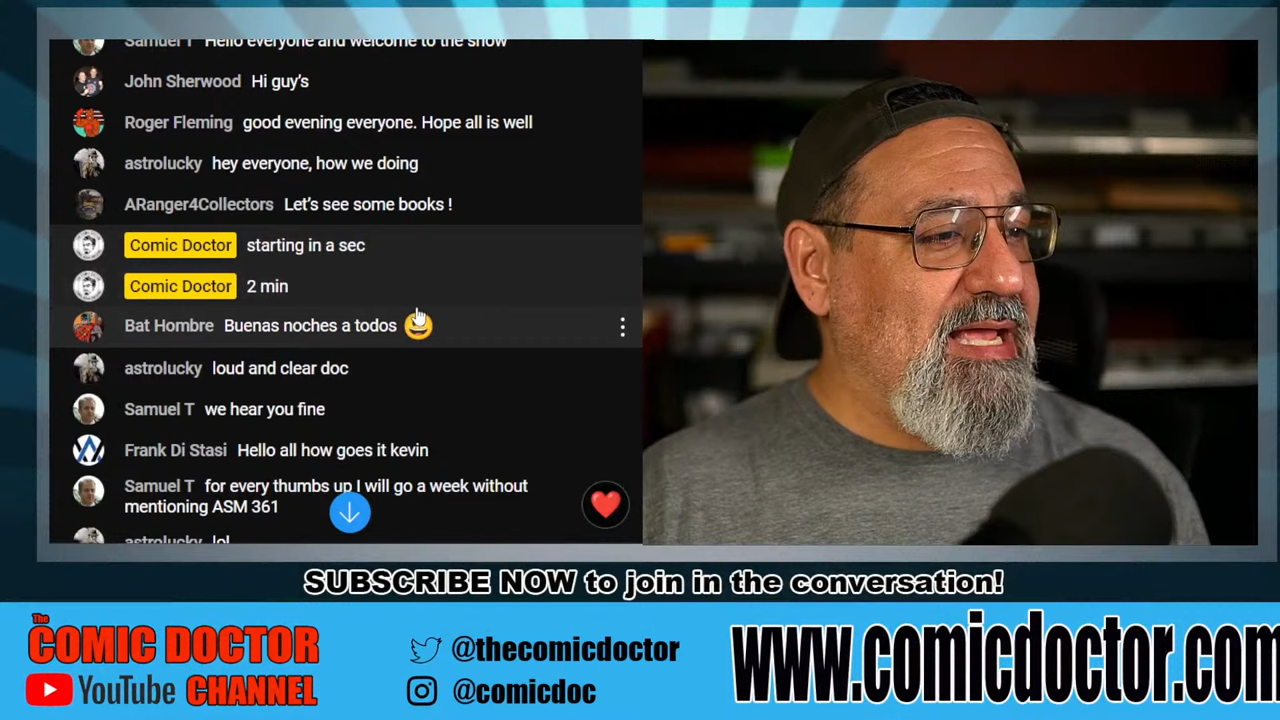 Samuel T Hello everyone and welcome to the show
John Sherwood Hi guy's
Roger Fleming good evening everyone. Hope all is well
astrolucky hey everyone, how we doing
ARanger4Collectors Let's see some books !
Comic Doctor starting in a sec
Comic Doctor 2 min
Bat Hombre Buenas noches a todos
astrolucky loud and clear doc
Samuel T we hear you fine
Frank Di Stasi Hello all how goes it kevin
Samuel T for every thumbs up I will go a week without
mentioning ASM 361
astrolucky lol
SUBSCRIBE NOW to join in the conversation!
The
COMIC DOCTOR
YouTube CHANNEL
@thecomicdoctor
@comicdoc
www.comicdoctor.com